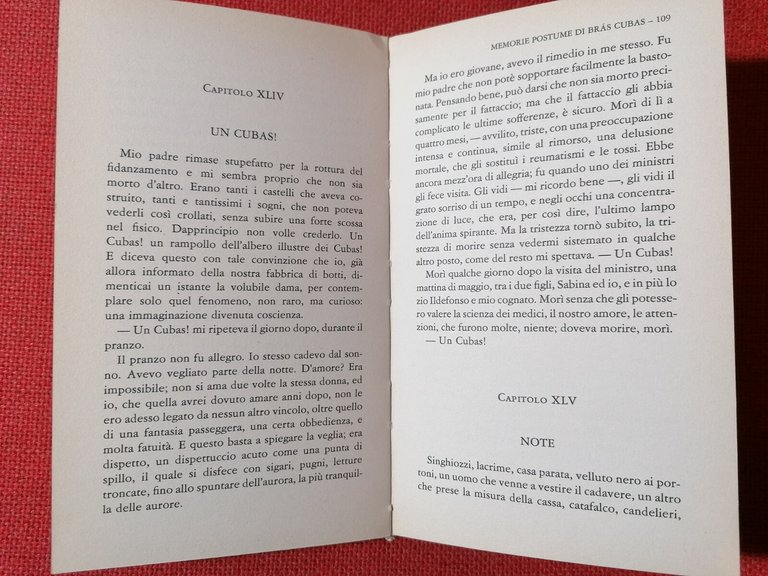 Capitolo XLIV
UN CUBAS!
Mio padre rimase stupefatto per la rottura del
fidanzamento e mi sembra proprio che non sia
morto d'altro. Erano tanti i castelli che aveva co-
struito, tanti e tantissimi i sogni, che non poteva
vederli così crollati, senza subire una forte scossa
nel fisico. Dapprincipio non volle crederlo. Un
Cubas! un rampollo dell'albero illustre dei Cubas!
E diceva questo con tale convinzione che io, già
allora informato della nostra fabbrica di botti, di-
menticai un istante la volubile dama, per contem-
plare solo quel fenomeno, non raro, ma curioso:
una immaginazione divenuta coscienza.
— Un Cubas! mi ripeteva il giorno dopo, durante il
pranzo.
Il pranzo non fu allegro. Io stesso cadevo dal son-
no. Avevo vegliato parte della notte. D'amore? Era
impossibile; non si ama due volte la stessa donna, ed
io, che quella avrei dovuto amare anni dopo, non le
ero adesso legato da nessun altro vincolo, oltre quello
di una fantasia passeggera, una certa obbedienza, e
molta fatuità. E questo basta a spiegare la veglia; era
dispetto, un dispettuccio acuto come una punta di
spillo, il quale si disfece con sigari, pugni, letture
troncate, fino allo spuntare dell'aurora, la più tranquil-
la delle aurore.
MEMORIE POSTUME DI BRÁS CUBAS – 109
Ma io ero giovane, avevo il rimedio in me stesso. Fu
mio padre che non potè sopportare facilmente la basto-
nata. Pensando bene, può darsi che non sia morto preci-
samente per il fattaccio; ma che il fattaccio gli abbia
complicato le ultime sofferenze, è sicuro. Morì di lì a
quattro mesi, — avvilito, triste, con una preoccupazione
intensa e continua, simile al rimorso, una delusione
mortale, che gli sostituì i reumatismi e le tossi. Ebbe
ancora mezz'ora di allegria; fu quando uno dei ministri
gli fece visita. Gli vidi — mi ricordo bene —, gli vidi il
grato sorriso di un tempo, e negli occhi una concentra-
zione di luce, che era, per così dire, l'ultimo lampo
dell'anima spirante. Ma la tristezza tornò subito, la tri-
stezza di morire senza vedermi sistemato in qualche
altro posto, come del resto mi spettava. — Un Cubas!
Morì qualche giorno dopo la visita del ministro, una
mattina di maggio, tra i due figli, Sabina ed io, e in più lo
zio Ildefonso e mio cognato. Morì senza che gli potesse-
ro valere la scienza dei medici, il nostro amore, le atten-
zioni, che furono molte, niente; doveva morire, morì.
— Un Cubas!
Capitolo XLV
NOTE
Singhiozzi, lacrime, casa parata, velluto nero ai por-
toni, un uomo che venne a vestire il cadavere, un altro
che prese la misura della cassa, catafalco, candelieri,